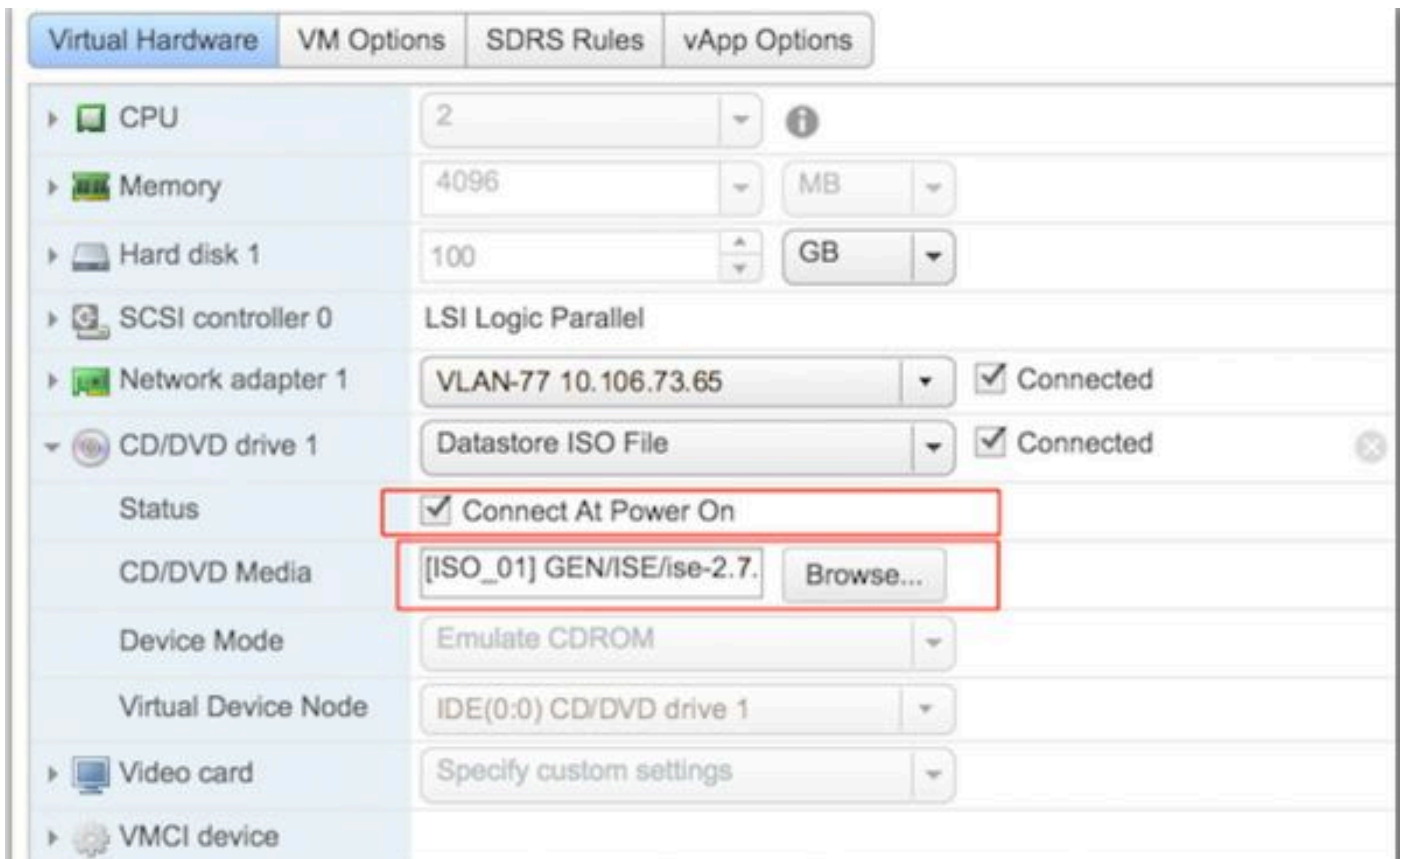 Virtual Hardware VM Options SDRS Rules vApp Options
CPU 2
Memory 4096 MB
Hard disk 1 100 GB
SCSI controller 0 LSI Logic Parallel
Network adapter 1 VLAN-77 10.106.73.65 Connected
CD/DVD drive 1 Datastore ISO File Connected
Status Connect At Power On
CD/DVD Media [ISO_01] GEN/ISE/ise-2.7. Browse...
Device Mode Emulate CDROM
Virtual Device Node IDE(0:0) CD/DVD drive 1
Video card Specify custom settings
VMCI device